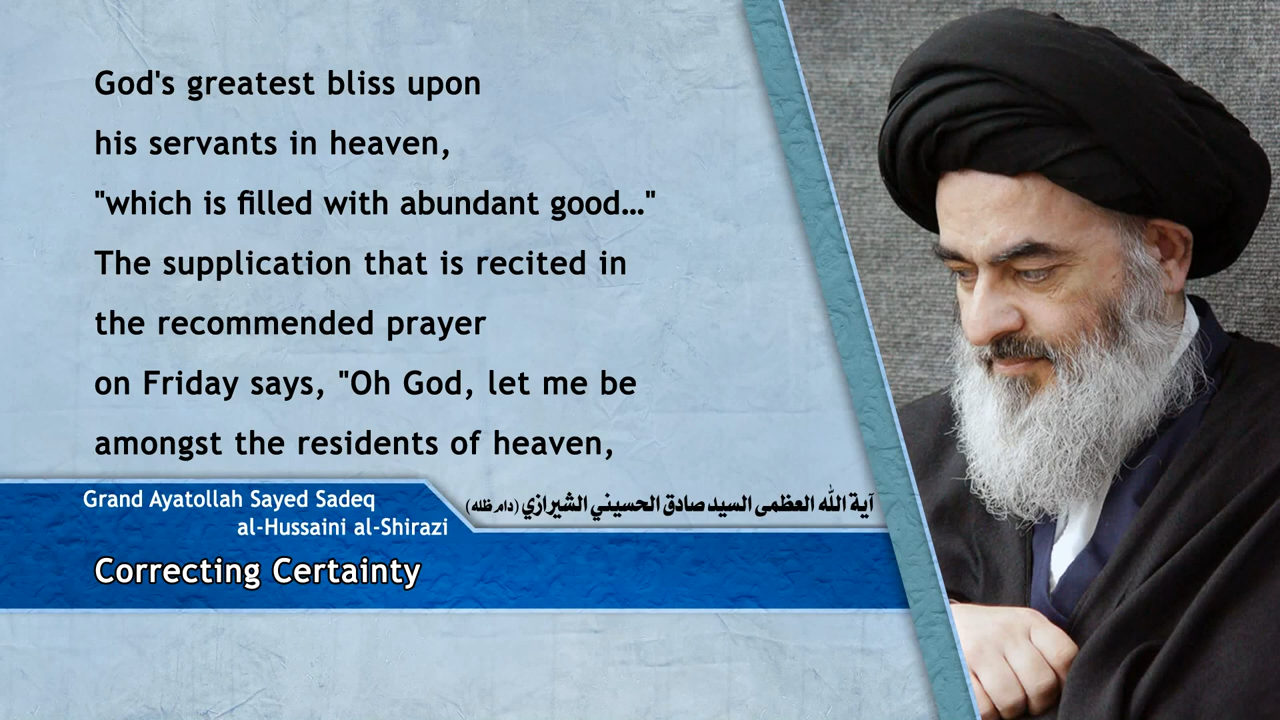 God's greatest bliss upon
his servants in heaven,
"which is filled with abundant good…"
The supplication that is recited in
the recommended prayer
on Friday says, "Oh God, let me be
amongst the residents of heaven,
Grand Ayatollah Sayed Sadeq
al-Hussaini al-Shirazi
آية الله العظمى السيد صادق الحسيني الشيرازي (دام ظله)
Correcting Certainty